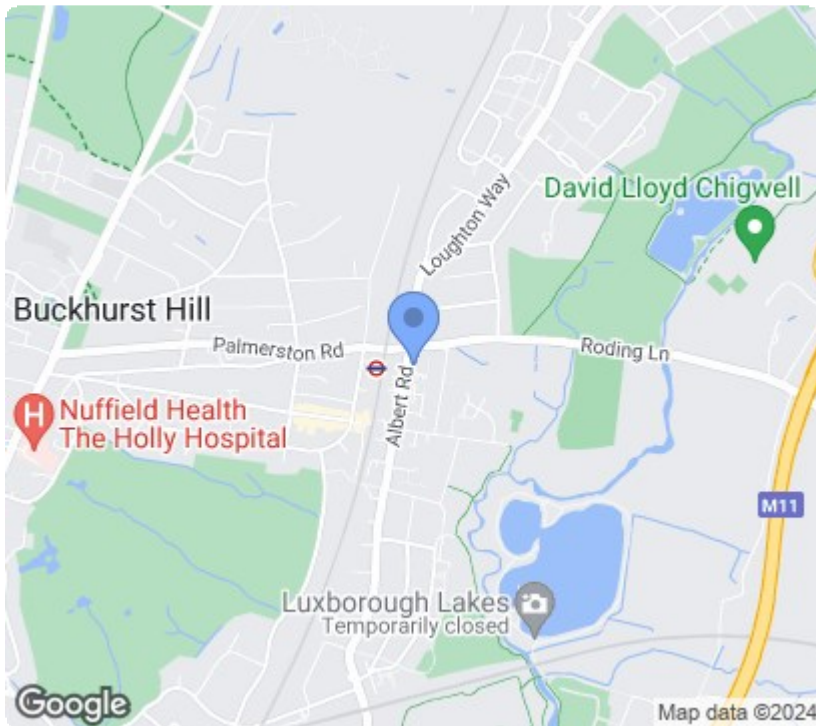 Loughton Way
David Lloyd Chigwell
Buckhurst Hill
Palmerston Rd
Roding Ln
Albert Rd
H
Nuffield Health
The Holly Hospital
M11
Luxborough Lakes
Temporarily closed
Google
Map data ©2024